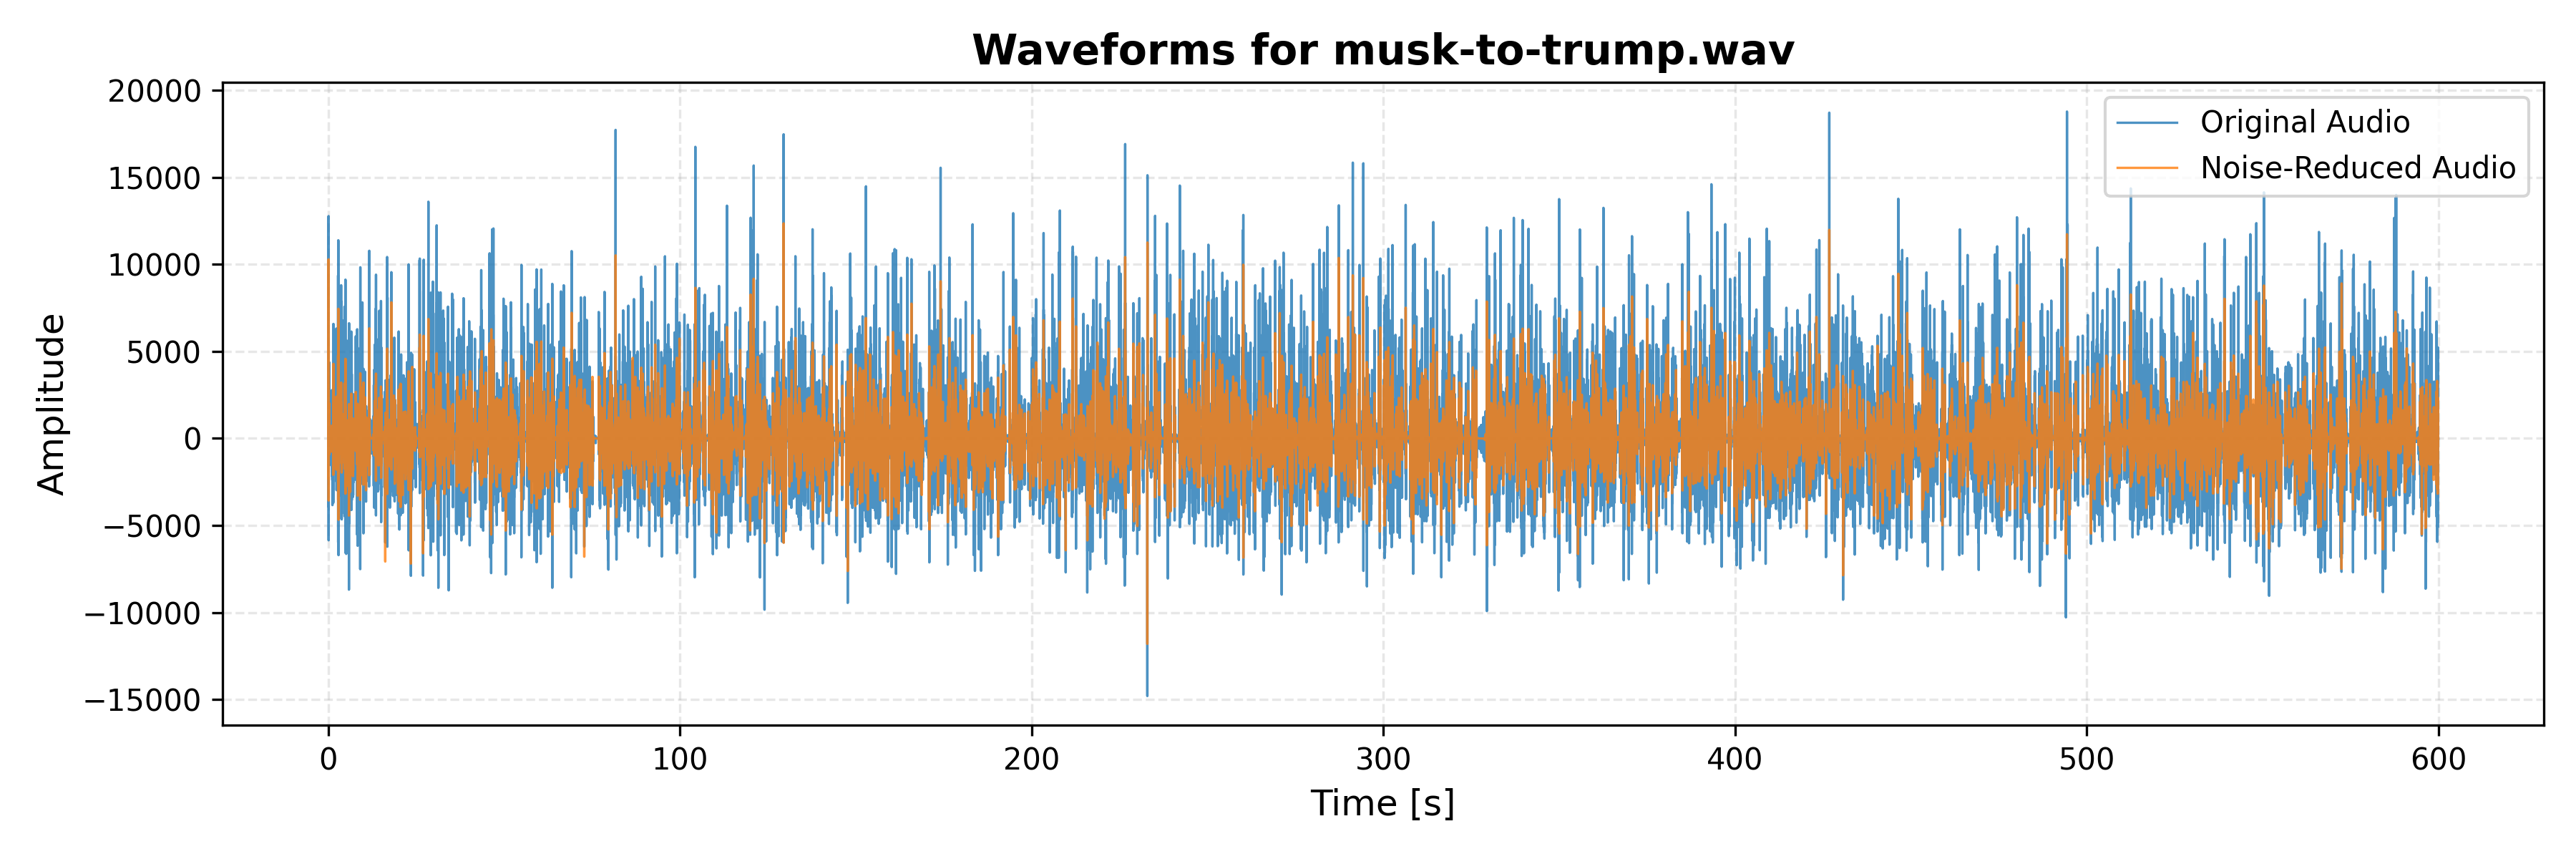 Waveforms for musk-to-trump.wav
Original Audio
Noise-Reduced Audio
Amplitude
20000
15000
10000
5000
0
−5000
−10000
−15000
0 100 200 300 400 500 600
Time [s]